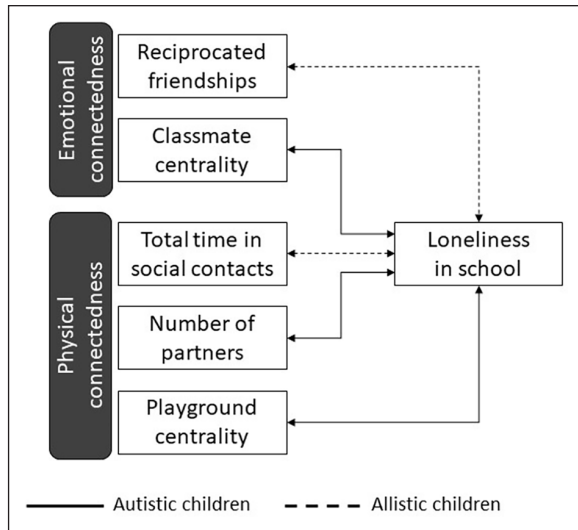 Emotional
connectedness
Reciprocated
friendships
Classmate
centrality
Physical
connectedness
Total time in
social contacts
Number of
partners
Playground
centrality
Loneliness
in school
Autistic children
Allistic children